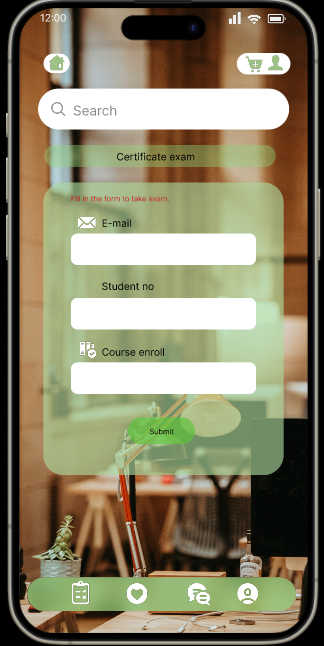 12:00
Search
Certificate exam
Fill in the form to take exam.
E-mail
Student no
Course enroll
Submit